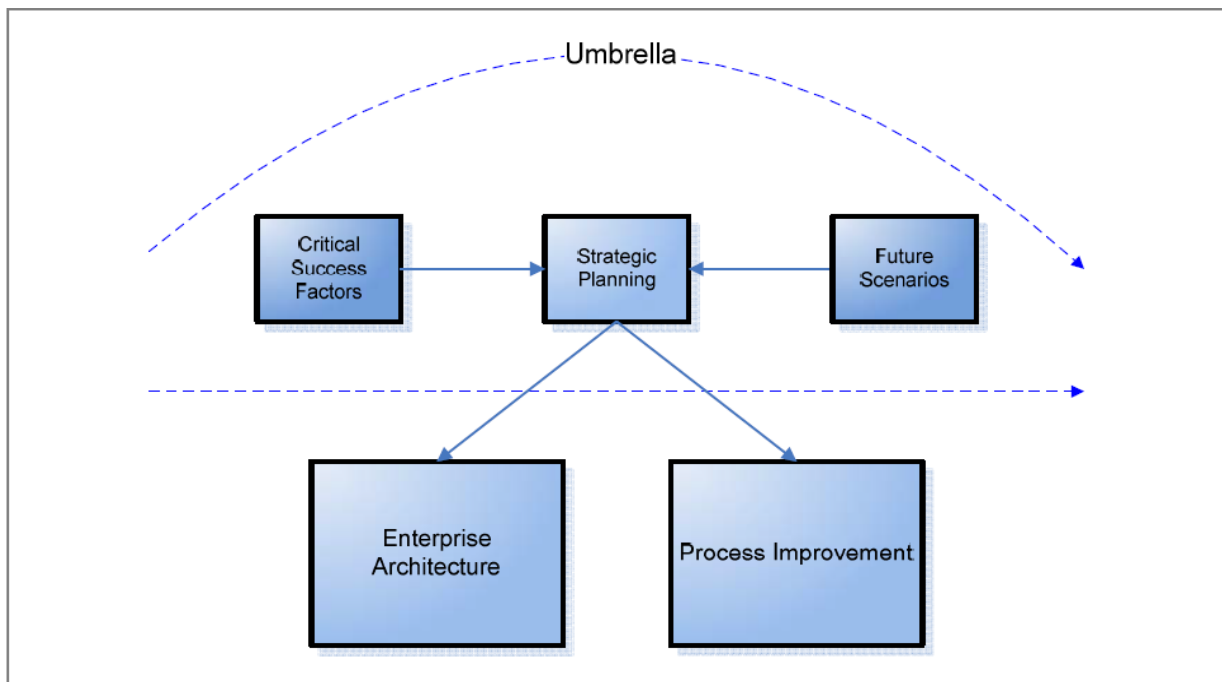 Umbrella
Critical
Success
Factors
Strategic
Planning
Future
Scenarios
Enterprise
Architecture
Process Improvement